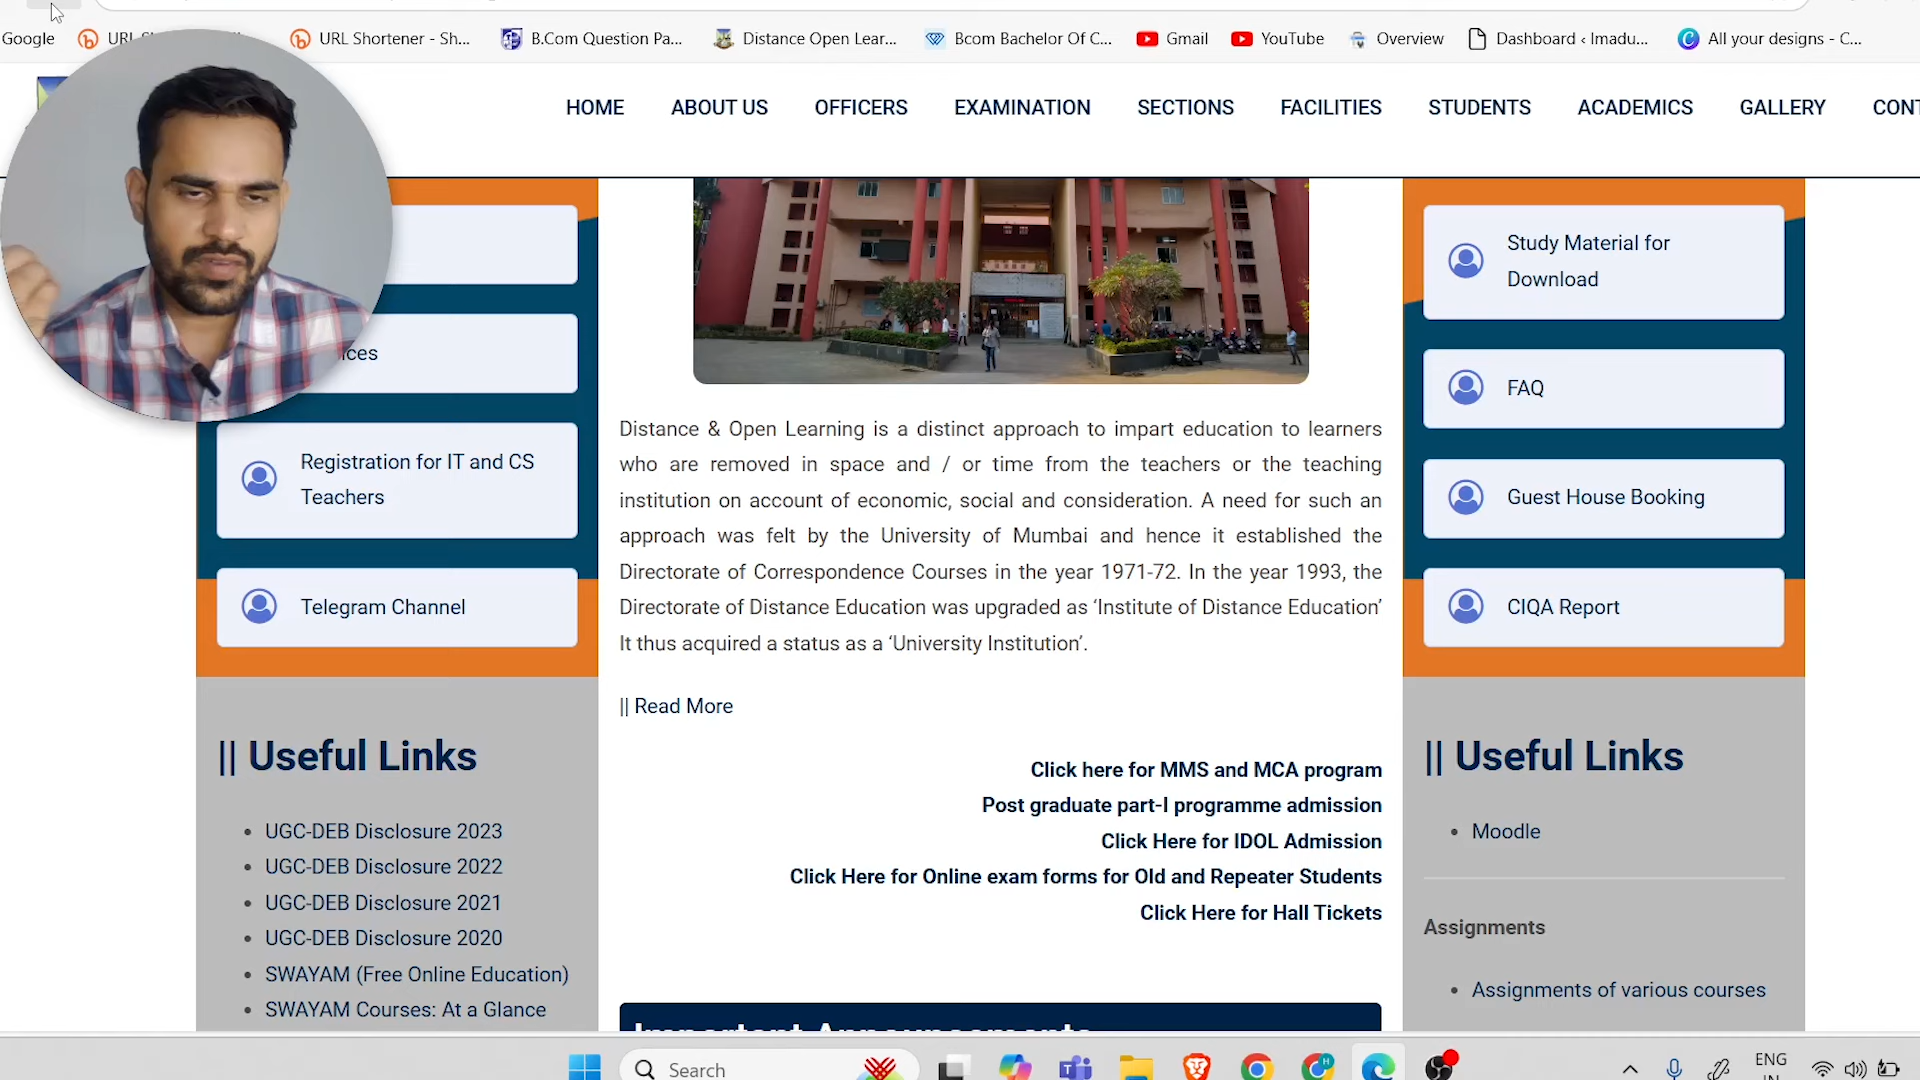 Google
URL Shortener - Sh...
B.Com Question Pa...
Distance Open Lear...
Bcom Bachelor Of C...
Gmail
YouTube
Overview
Dashboard ‹ Imadu...
All your designs - C...
HOME
ABOUT US
OFFICERS
EXAMINATION
SECTIONS
FACILITIES
STUDENTS
ACADEMICS
GALLERY
CONT
Registration for IT and CS
Teachers
Telegram Channel
|| Useful Links
UGC-DEB Disclosure 2023
UGC-DEB Disclosure 2022
UGC-DEB Disclosure 2021
UGC-DEB Disclosure 2020
SWAYAM (Free Online Education)
SWAYAM Courses: At a Glance
Distance & Open Learning is a distinct approach to impart education to learners
who are removed in space and / or time from the teachers or the teaching
institution on account of economic, social and consideration. A need for such an
approach was felt by the University of Mumbai and hence it established the
Directorate of Correspondence Courses in the year 1971-72. In the year 1993, the
Directorate of Distance Education was upgraded as ‘Institute of Distance Education’
It thus acquired a status as a ‘University Institution’.
|| Read More
Click here for MMS and MCA program
Post graduate part-I programme admission
Click Here for IDOL Admission
Click Here for Online exam forms for Old and Repeater Students
Click Here for Hall Tickets
Important Announcements
Study Material for
Download
FAQ
Guest House Booking
CIQA Report
|| Useful Links
Moodle
Assignments
Assignments of various courses
Search
ENG
IN